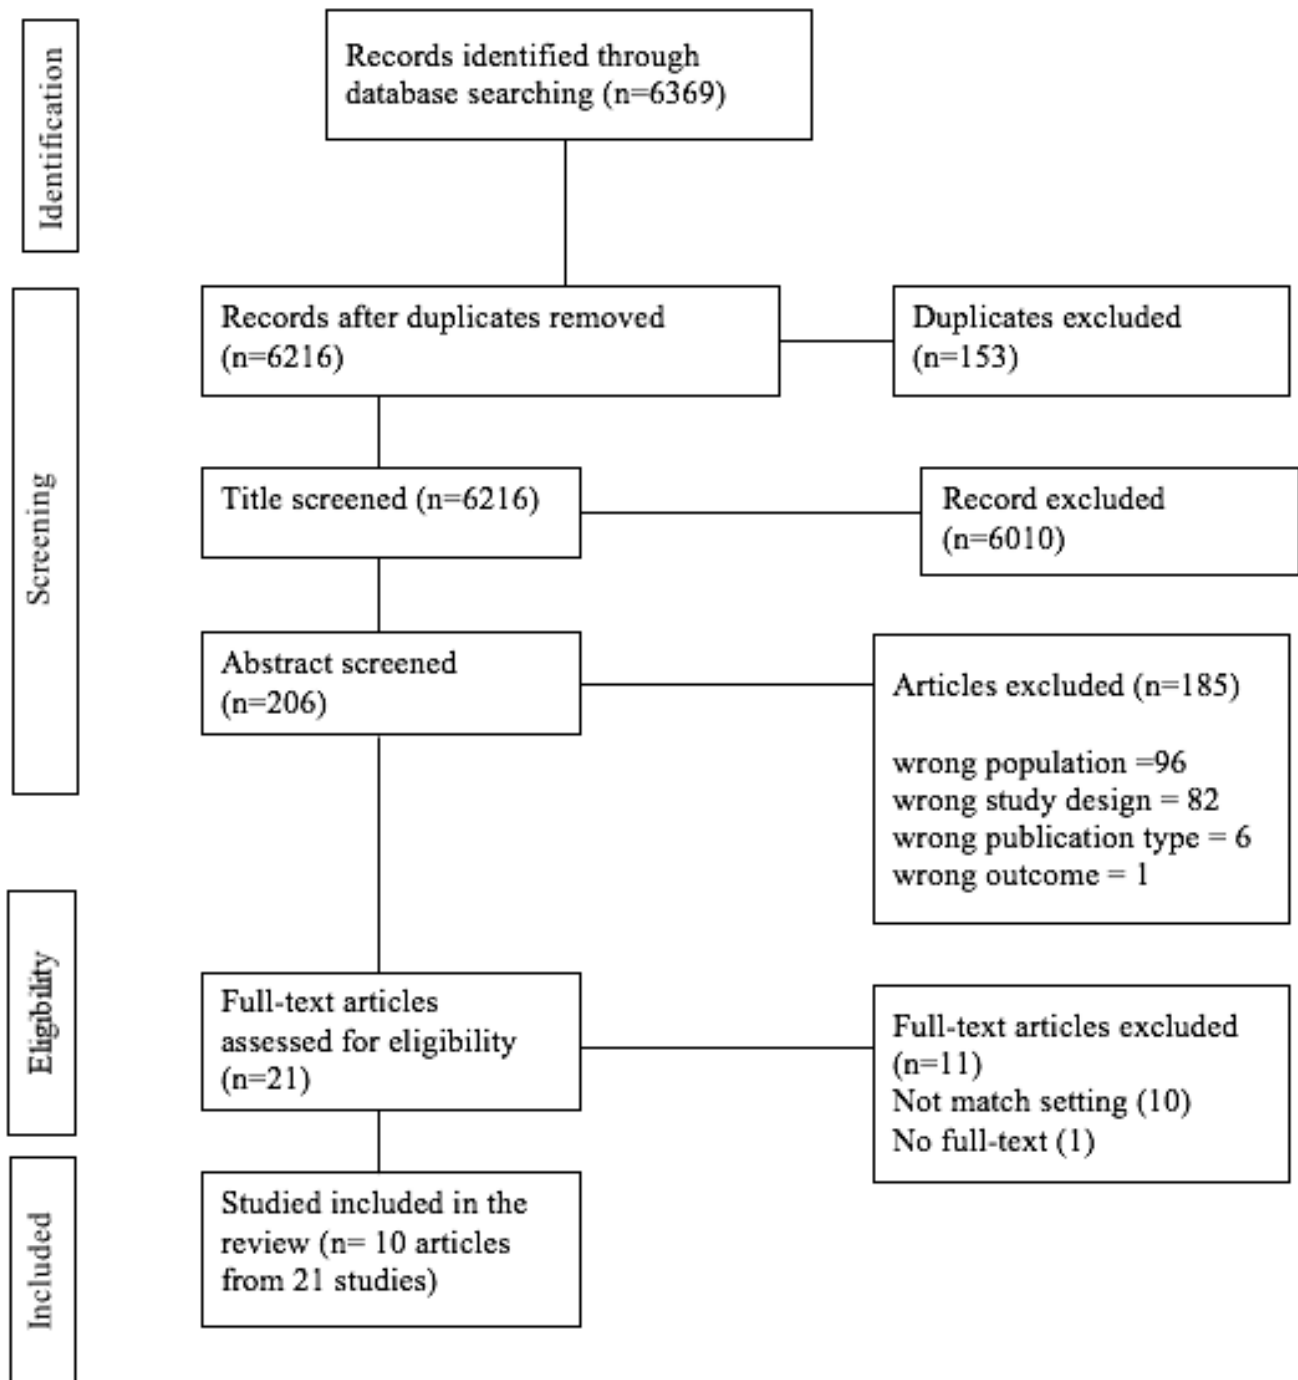 Identification
Records identified through
database searching (n=6369)
Screening
Records after duplicates removed
(n=6216)
Duplicates excluded
(n=153)
Title screened (n=6216)
Record excluded
(n=6010)
Abstract screened
(n=206)
Articles excluded (n=185)
wrong population =96
wrong study design = 82
wrong publication type = 6
wrong outcome = 1
Eligibility
Full-text articles
assessed for eligibility
(n=21)
Full-text articles excluded
(n=11)
Not match setting (10)
No full-text (1)
Included
Studied included in the
review (n= 10 articles
from 21 studies)